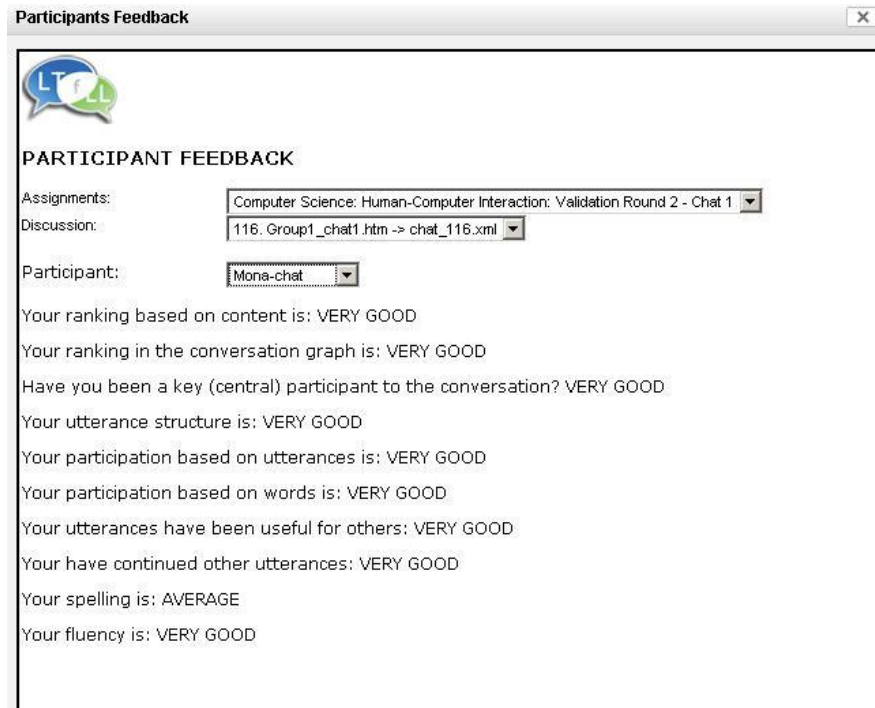 Participants Feedback
LT f LL
PARTICIPANT FEEDBACK
Assignments: Computer Science: Human-Computer Interaction: Validation Round 2 - Chat 1
Discussion: 116. Group1_chat1.htm -> chat_116.xml
Participant: Mona-chat
Your ranking based on content is: VERY GOOD
Your ranking in the conversation graph is: VERY GOOD
Have you been a key (central) participant to the conversation? VERY GOOD
Your utterance structure is: VERY GOOD
Your participation based on utterances is: VERY GOOD
Your participation based on words is: VERY GOOD
Your utterances have been useful for others: VERY GOOD
Your have continued other utterances: VERY GOOD
Your spelling is: AVERAGE
Your fluency is: VERY GOOD